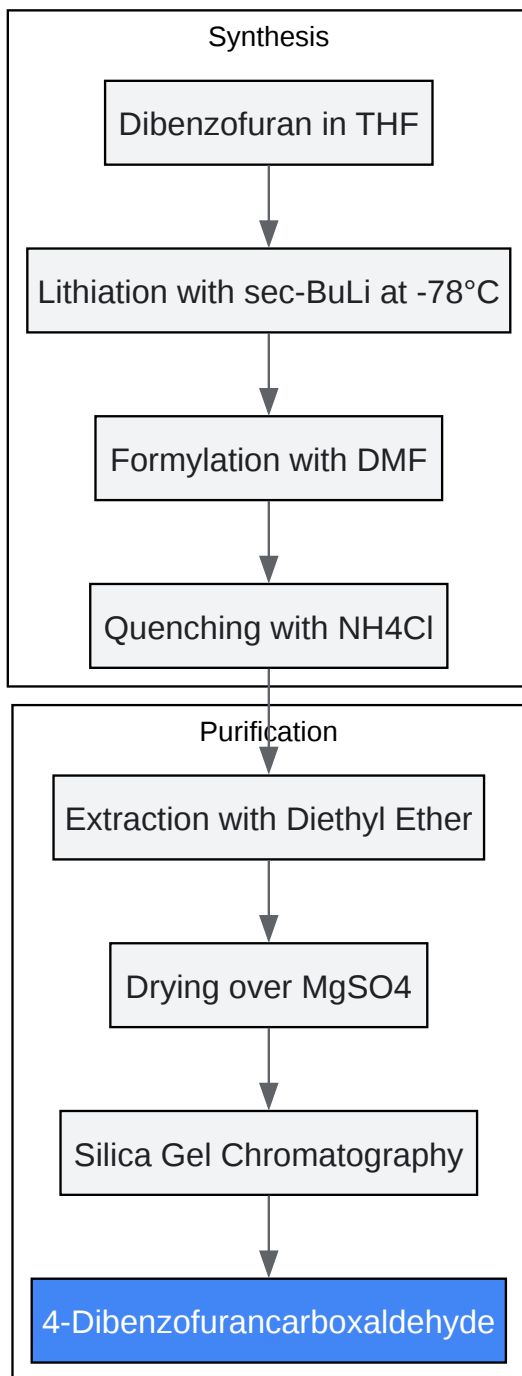 Synthesis
Dibenzofuran in THF
Lithiation with sec-BuLi at -78°C
Formylation with DMF
Quenching with NH4Cl
Purification
Extraction with Diethyl Ether
Drying over MgSO4
Silica Gel Chromatography
4-Dibenzofurancarboxaldehyde